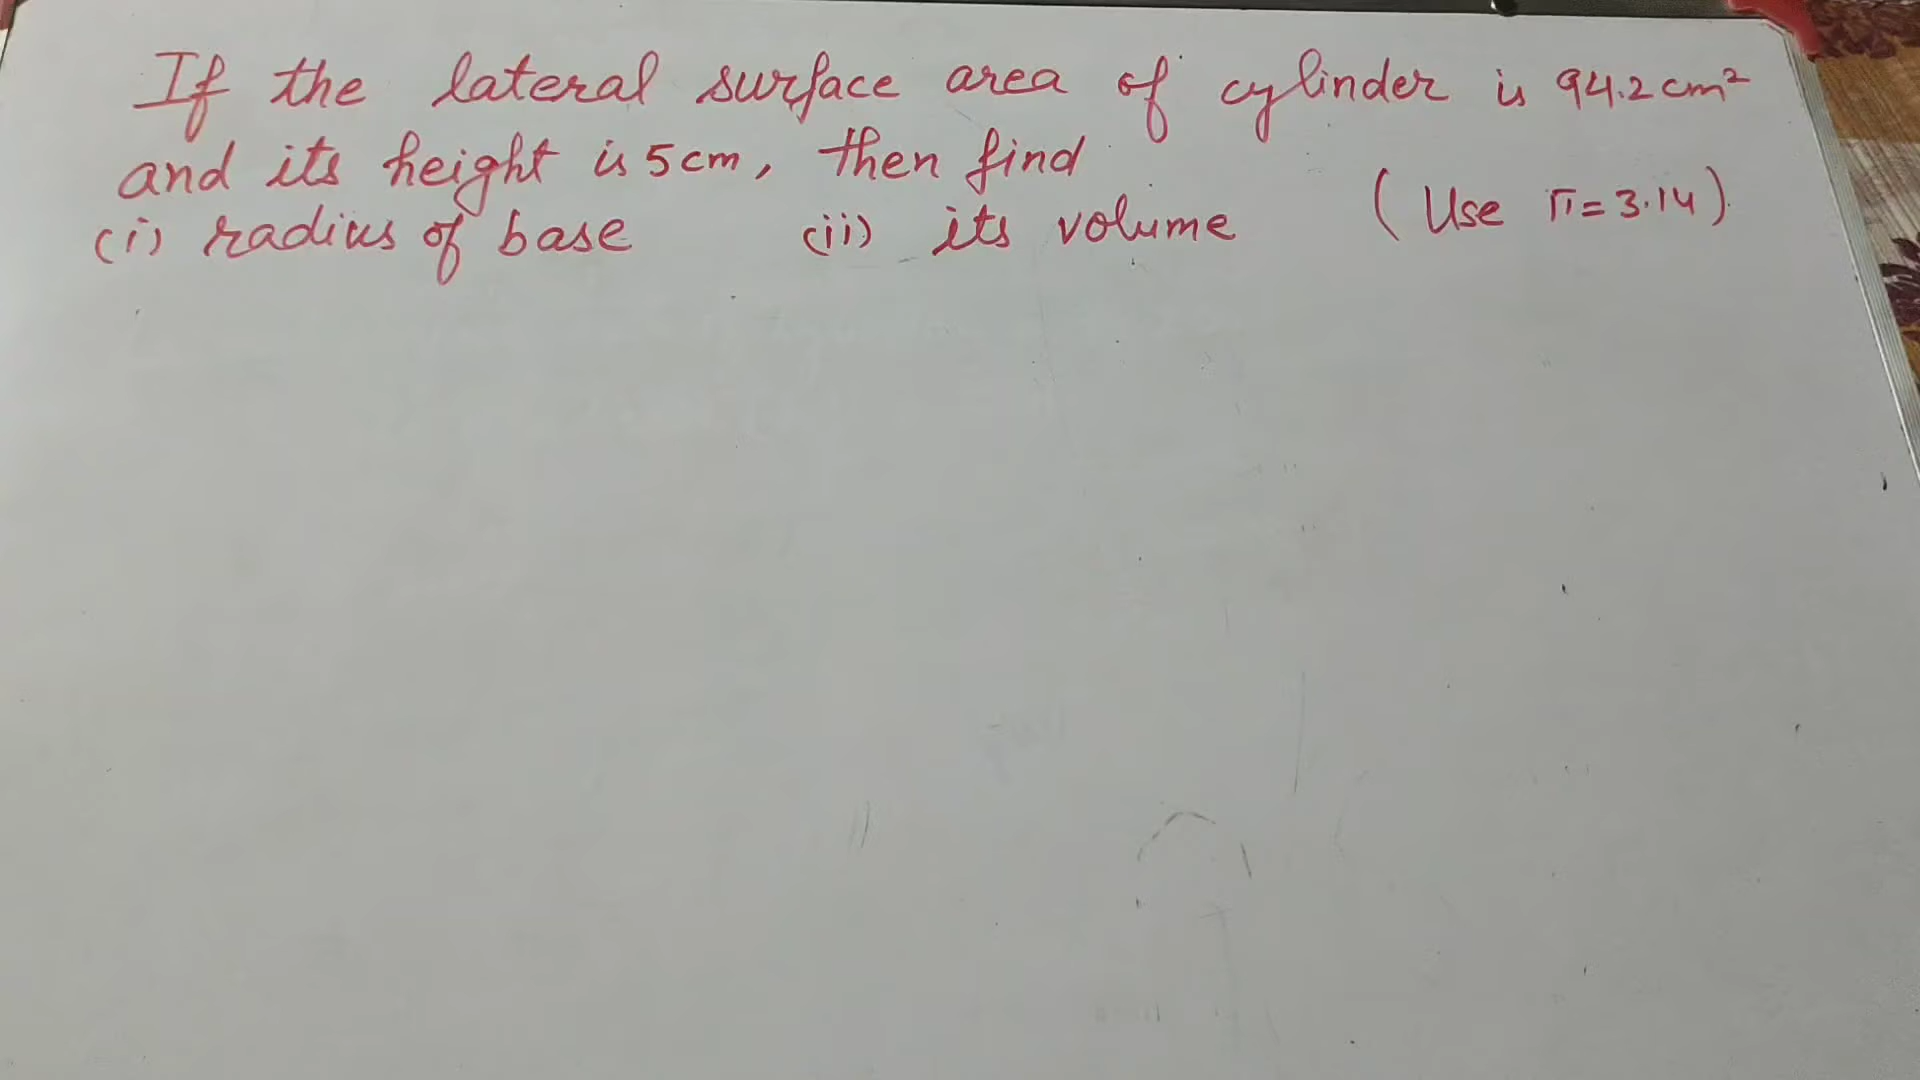 If the lateral surface area of cylinder is 94.2 cm²
and its height is 5 cm, then find
(i) radius of base (ii) its volume (Use π = 3.14)